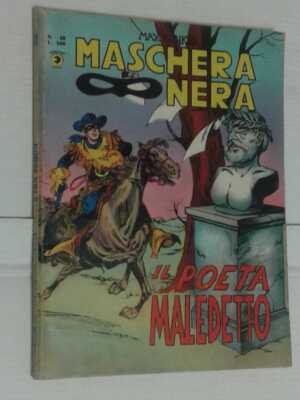 MASCHERA
NERA
IL POETA
MALEDETTO